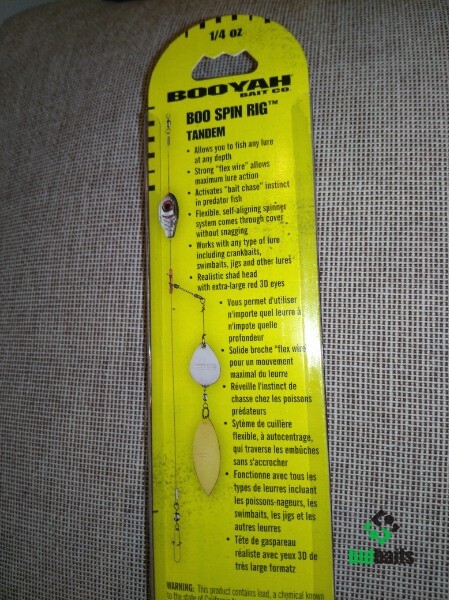 1/4 oz
BOOYAH
BAIT CO.
BOO SPIN RIG™
TANDEM
• Allows you to fish any lure
at any depth
• Strong "flex wire" allows
maximum lure action
• Activates "bait chase" instinct
in predator fish
• Flexible, self-aligning spinner
system comes through cover
without snagging
• Works with any type of lure
including crankbaits,
swimbaits, jigs and other lures
• Realistic shad head
with extra-large red 3D eyes
• Vous permet d'utiliser
n'importe quel leurre à
n'impote quelle
profondeur
• Solide broche "flex wire"
pour un mouvement
maximal du leurre
• Réveille l'instinct de
chasse chez les poissons
prédateurs
• Sytème de cuillère
flexible, à autocentrage,
qui traverse les embûches
sans s'accrocher
• Fonctionne avec tous les
types de leurres incluant
les poissons-nageurs, les
swimbaits, les jigs et les
autres leurres
• Tête de gaspareau
réaliste avec yeux 3D de
très large formatz
WARNING: This product contains lead, a chemical known
to the state of
baits